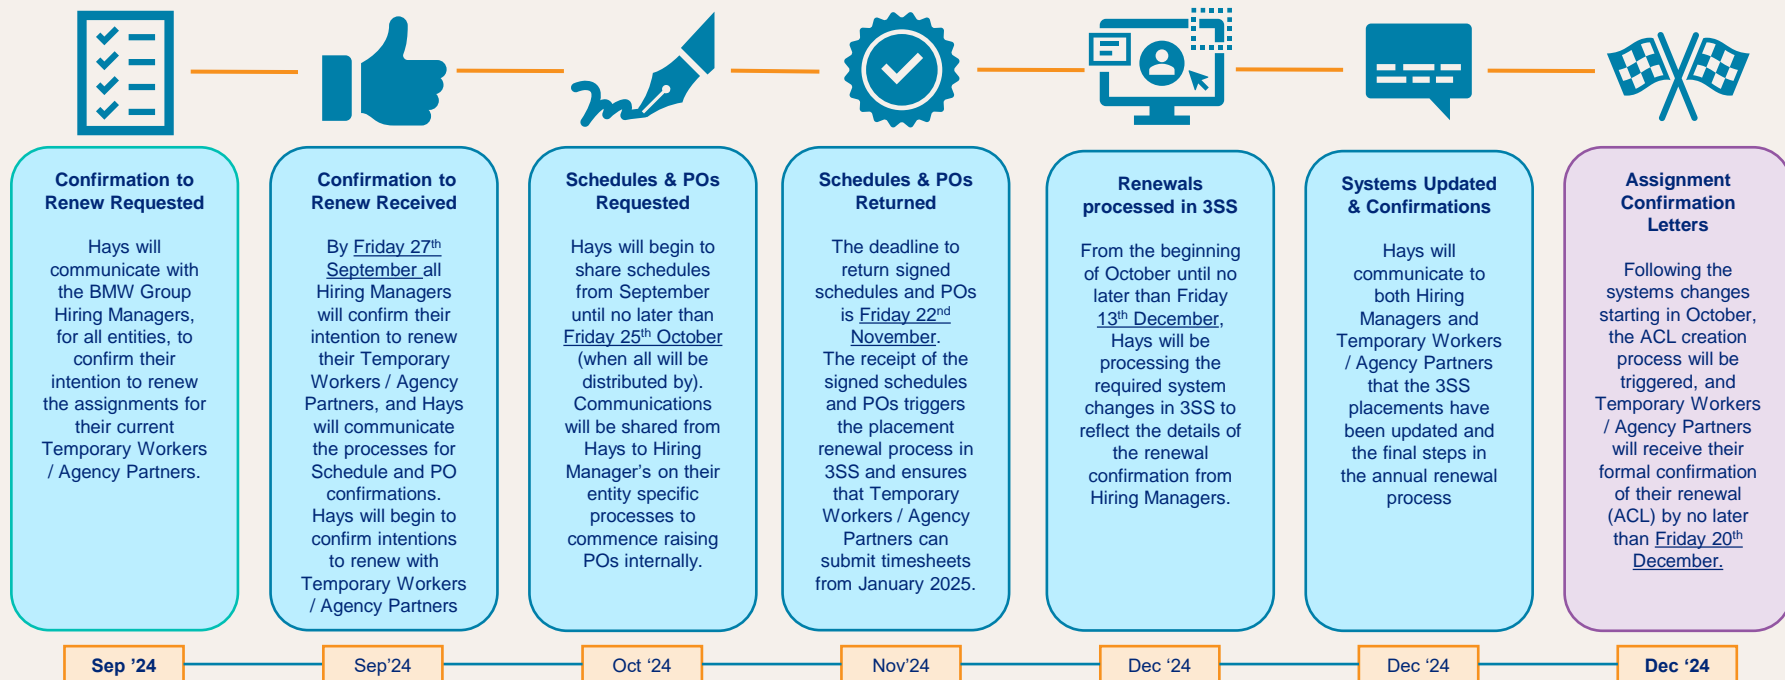 Confirmation to
Renew Requested
Hays will
communicate with
the BMW Group
Hiring Managers,
for all entities, to
confirm their
intention to renew
the assignments for
their current
Temporary Workers
/ Agency Partners.
Confirmation to
Renew Received
By Friday 27th
September all
Hiring Managers
will confirm their
intention to renew
their Temporary
Workers / Agency
Partners, and Hays
will communicate
the processes for
Schedule and PO
confirmations.
Hays will begin to
confirm intentions
to renew with
Temporary Workers
/ Agency Partners
Schedules & POs
Requested
Hays will begin to
share schedules
from September
until no later than
Friday 25th October
(when all will be
distributed by).
Communications
will be shared from
Hays to Hiring
Manager’s on their
entity specific
processes to
commence raising
POs internally.
Schedules & POs
Returned
The deadline to
return signed
schedules and POs
is Friday 22nd
November.
The receipt of the
signed schedules
and POs triggers
the placement
renewal process in
3SS and ensures
that Temporary
Workers / Agency
Partners can
submit timesheets
from January 2025.
Renewals
processed in 3SS
From the beginning
of October until no
later than Friday
13th December,
Hays will be
processing the
required system
changes in 3SS to
reflect the details of
the renewal
confirmation from
Hiring Managers.
Systems Updated
& Confirmations
Hays will
communicate to
both Hiring
Managers and
Temporary Workers
/ Agency Partners
that the 3SS
placements have
been updated and
the final steps in
the annual renewal
process
Assignment
Confirmation
Letters
Following the
systems changes
starting in October,
the ACL creation
process will be
triggered, and
Temporary Workers
/ Agency Partners
will receive their
formal confirmation
of their renewal
(ACL) by no later
than Friday 20th
December.
Sep ’24
Sep’24
Oct ‘24
Nov’24
Dec ‘24
Dec ‘24
Dec ‘24